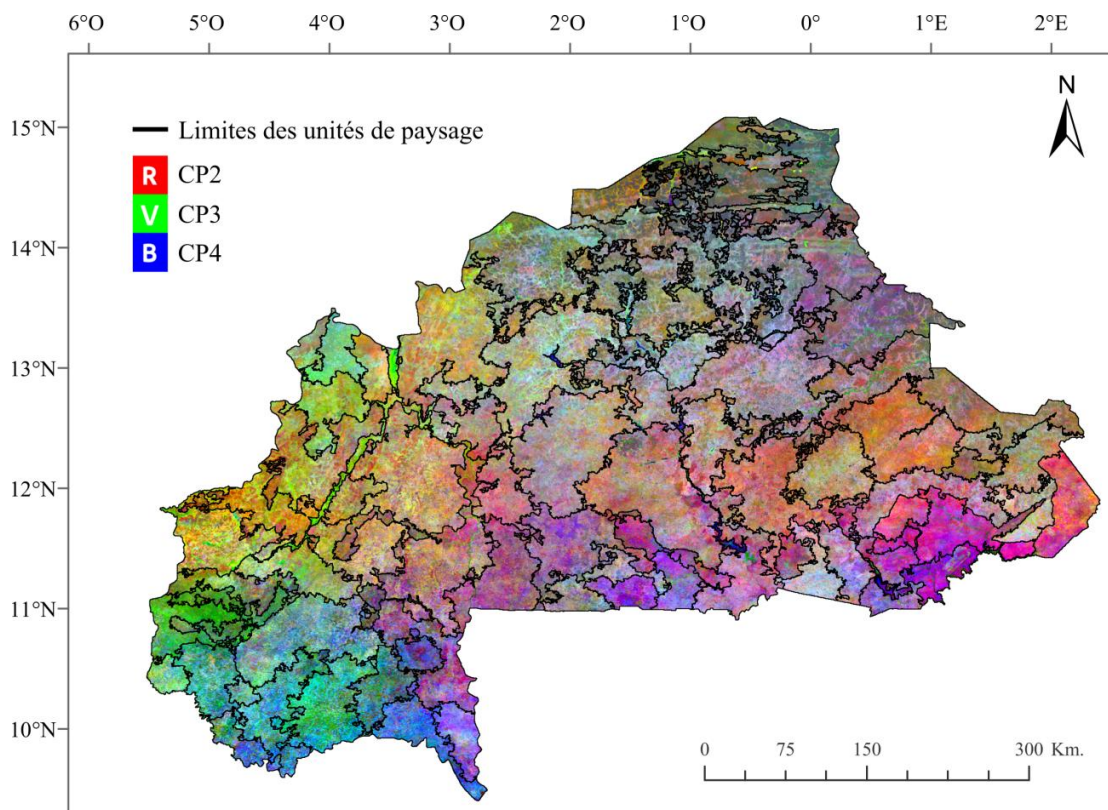 6°O 5°O 4°O 3°O 2°O 1°O 0° 1°E 2°E
N
15°N
Limites des unités de paysage
R CP2
V CP3
14°N
B CP4
13°N
12°N
11°N
10°N
0 75 150 300 Km.